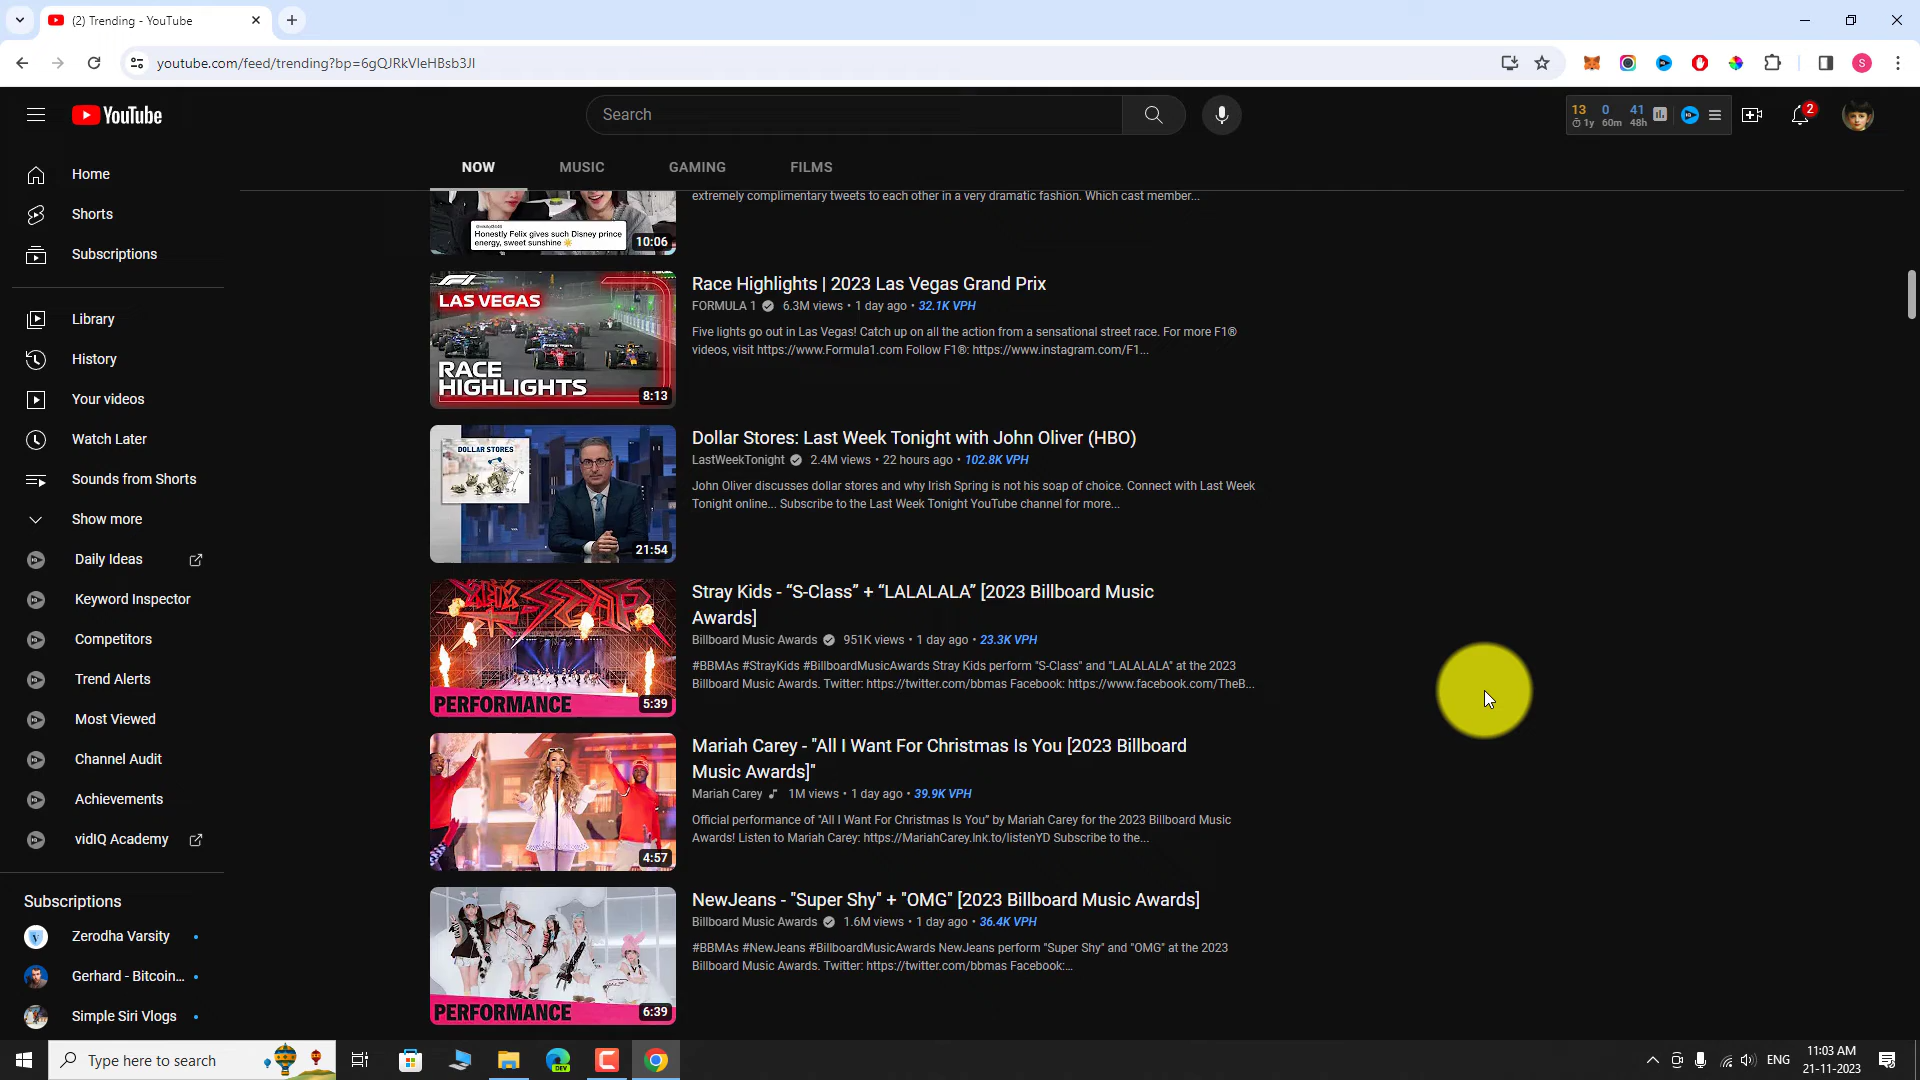 (2) Trending - YouTube
youtube.com/feed/trending?bp=6gQJRkVleHBsb3Jl
S
YouTube
Search
13 0 41
1y 60m 48h
2
NOW MUSIC GAMING FILMS
Home
Shorts
Subscriptions
Library
History
Your videos
Watch Later
Sounds from Shorts
Show more
Daily Ideas
Keyword Inspector
Competitors
Trend Alerts
Most Viewed
Channel Audit
Achievements
vidIQ Academy
Subscriptions
Zerodha Varsity
Gerhard - Bitcoin...
Simple Siri Vlogs
extremely complimentary tweets to each other in a very dramatic fashion. Which cast member...
Honestly Felix gives such Disney prince
energy, sweet sunshine
10:06
LAS VEGAS
RACE
HIGHLIGHTS
8:13
Race Highlights | 2023 Las Vegas Grand Prix
FORMULA 1 6.3M views • 1 day ago • 32.1K VPH
Five lights go out in Las Vegas! Catch up on all the action from a sensational street race. For more F1®
videos, visit https://www.Formula1.com Follow F1®: https://www.instagram.com/F1...
DOLLAR STORES
21:54
Dollar Stores: Last Week Tonight with John Oliver (HBO)
LastWeekTonight 2.4M views • 22 hours ago • 102.8K VPH
John Oliver discusses dollar stores and why Irish Spring is not his soap of choice. Connect with Last Week
Tonight online... Subscribe to the Last Week Tonight YouTube channel for more...
PERFORMANCE
5:39
Stray Kids - “S-Class” + “LALALALA” [2023 Billboard Music
Awards]
Billboard Music Awards 951K views • 1 day ago • 23.3K VPH
#BBMAs #StrayKids #BillboardMusicAwards Stray Kids perform "S-Class" and "LALALALA" at the 2023
Billboard Music Awards. Twitter: https://twitter.com/bbmas Facebook: https://www.facebook.com/TheB...
4:57
Mariah Carey - "All I Want For Christmas Is You [2023 Billboard
Music Awards]"
Mariah Carey 1M views • 1 day ago • 39.9K VPH
Official performance of "All I Want For Christmas Is You” by Mariah Carey for the 2023 Billboard Music
Awards! Listen to Mariah Carey: https://MariahCarey.lnk.to/listenYD Subscribe to the...
PERFORMANCE
6:39
NewJeans - "Super Shy" + "OMG" [2023 Billboard Music Awards]
Billboard Music Awards 1.6M views • 1 day ago • 36.4K VPH
#BBMAs #NewJeans #BillboardMusicAwards NewJeans perform "Super Shy" and "OMG" at the 2023
Billboard Music Awards. Twitter: https://twitter.com/bbmas Facebook:...
Type here to search
DEV
ENG
11:03 AM
21-11-2023